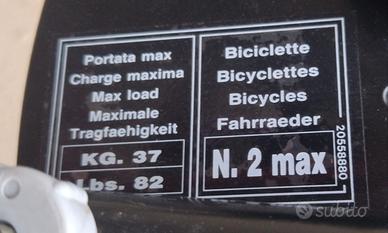 Portata max
Charge maxima
Max load
Maximale
Tragfaehigkeit
KG. 37
Lbs. 82
Biciclette
Bicyclettes
Bicycles
Fahrraeder
N. 2 max
20558880
subito